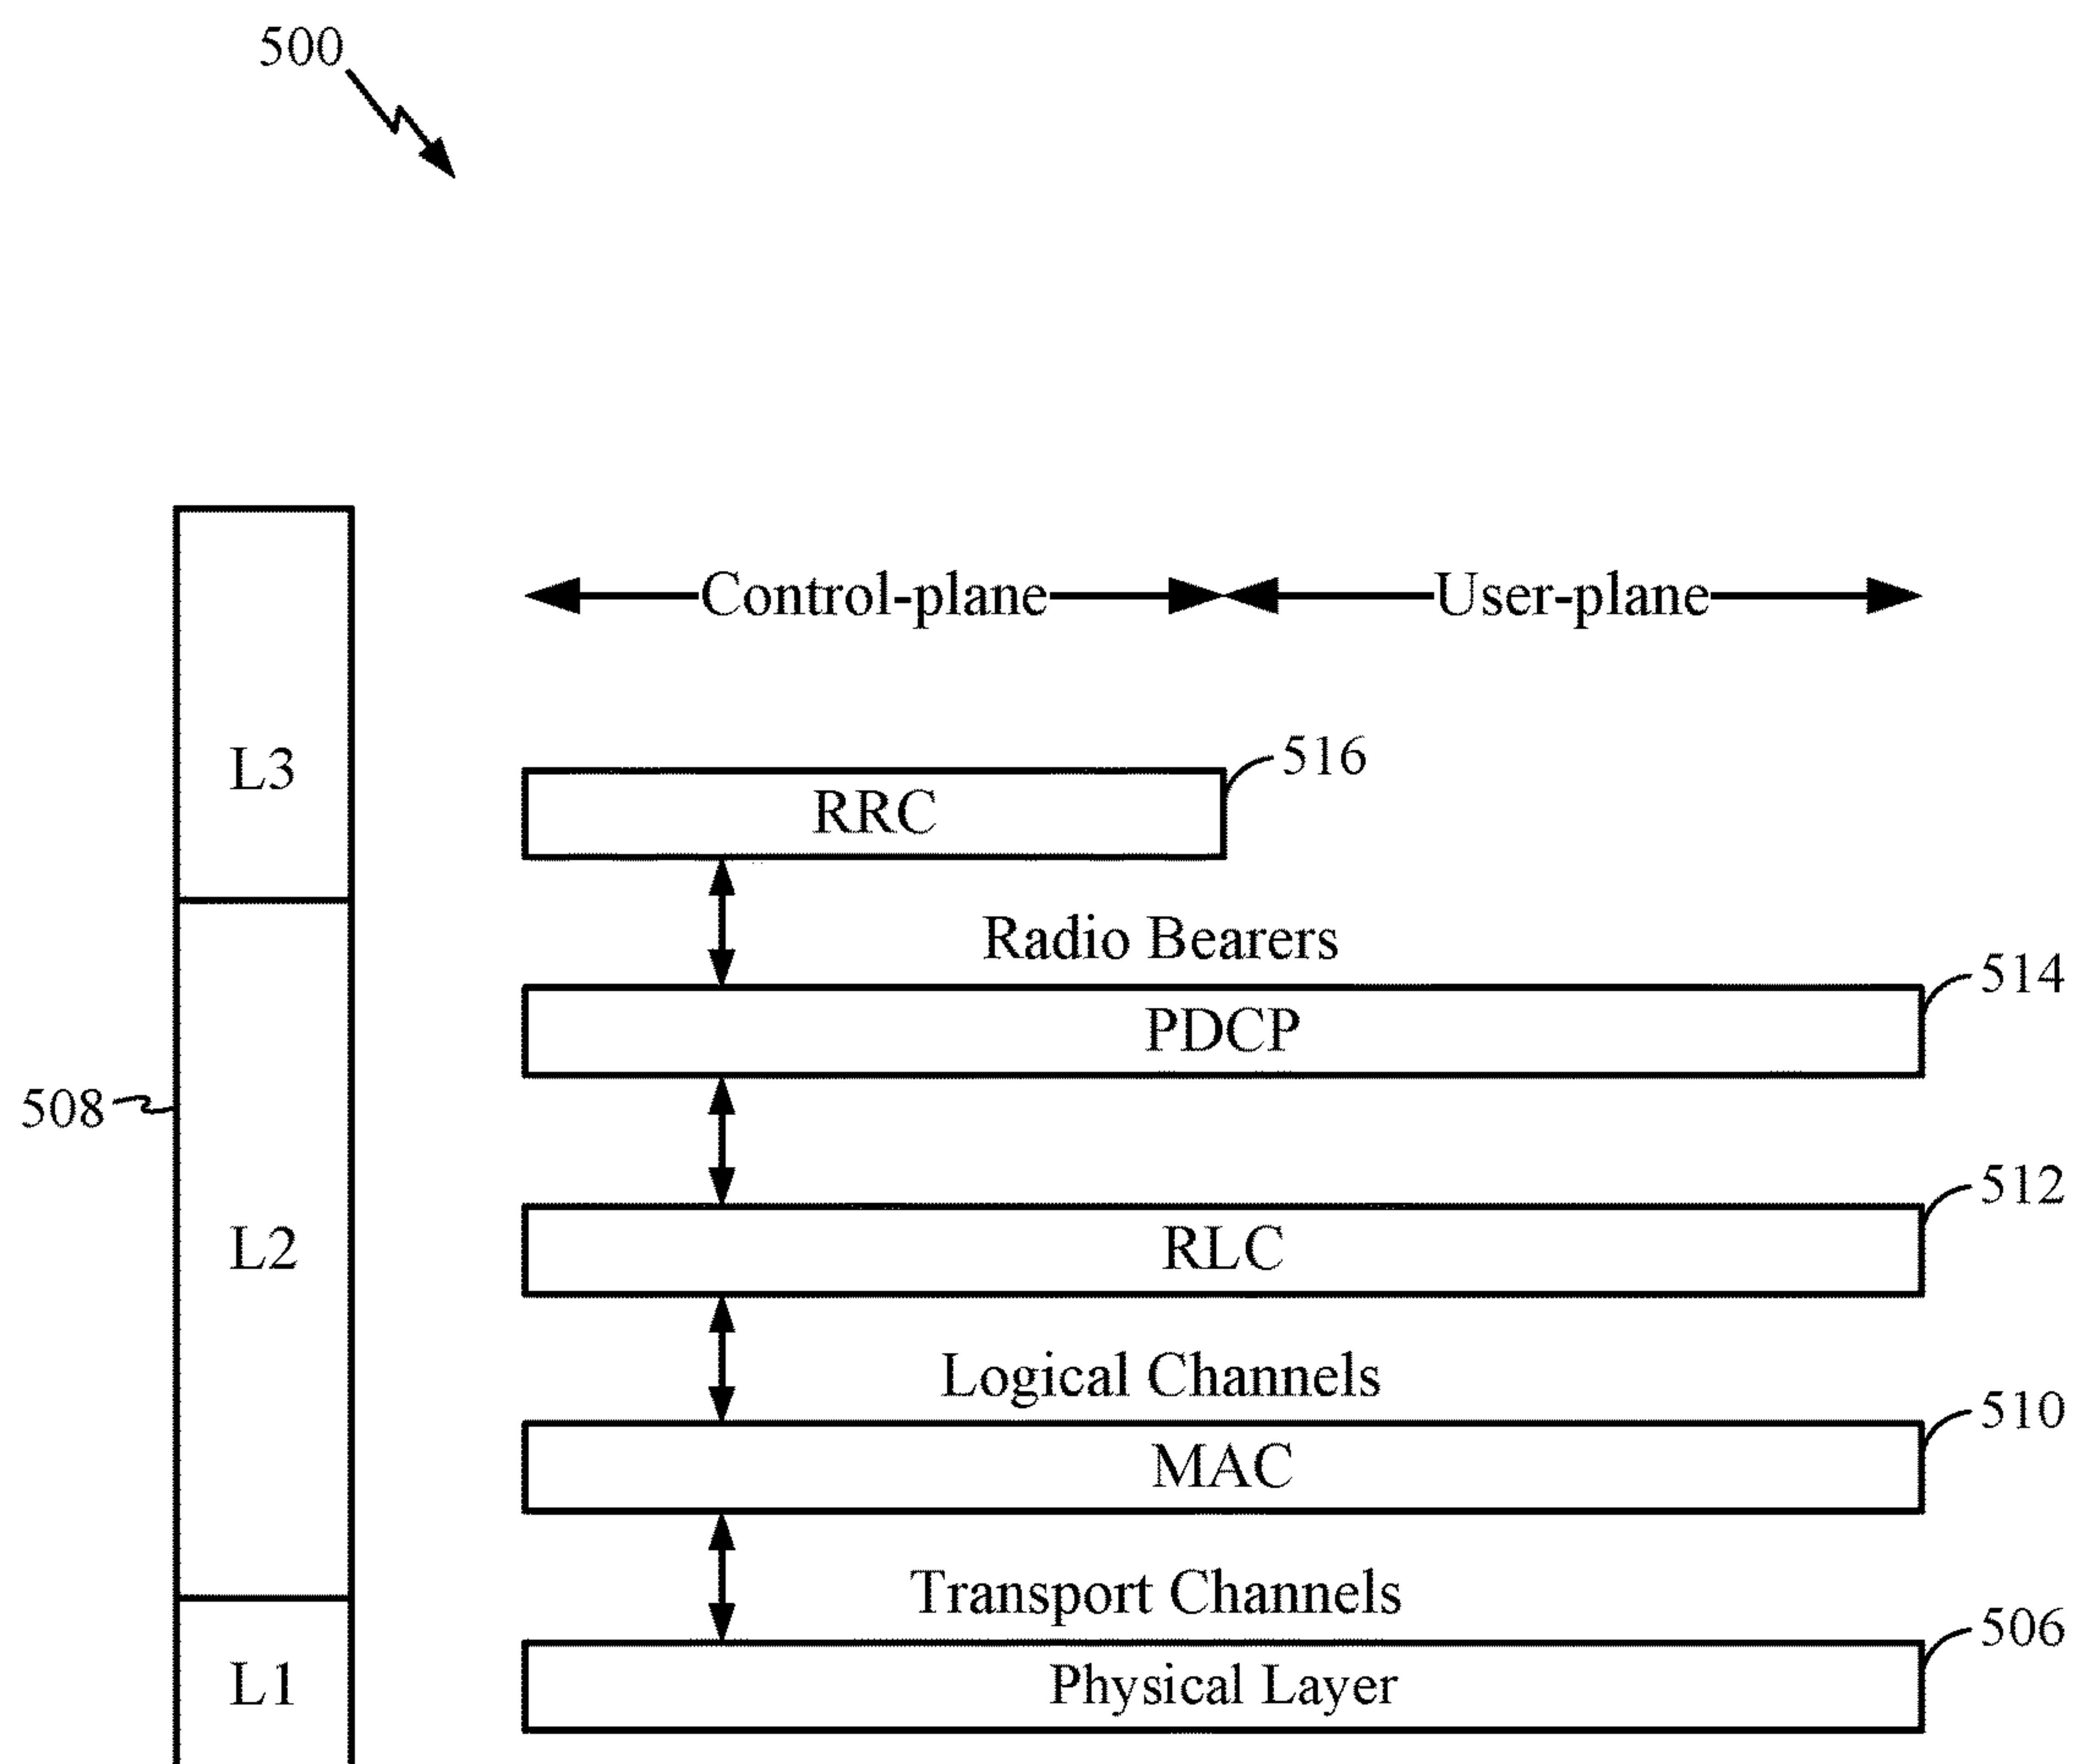 500
Control-plane
User-plane
L3
516
RRC
Radio Bearers
514
PDCP
508
512
L2
RLC
Logical Channels
510
MAC
Transport Channels
506
L1
Physical Layer